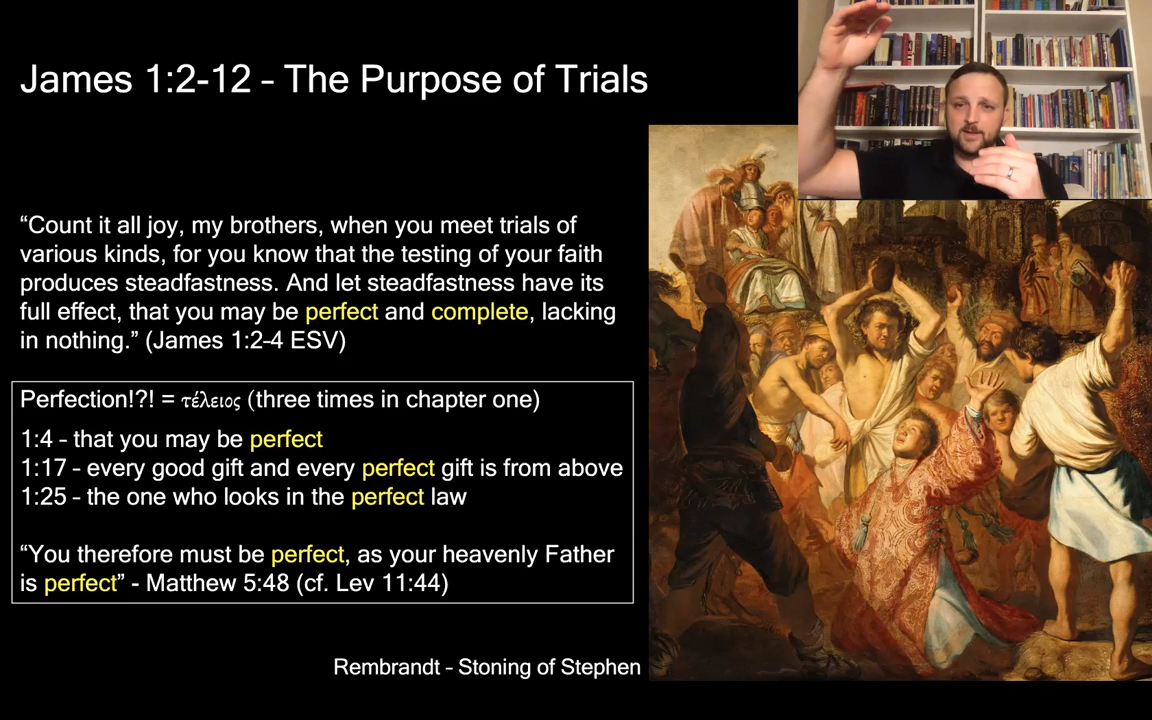 James 1:2-12 – The Purpose of Trials
“Count it all joy, my brothers, when you meet trials of
various kinds, for you know that the testing of your faith
produces steadfastness. And let steadfastness have its
full effect, that you may be perfect and complete, lacking
in nothing.” (James 1:2-4 ESV)
Perfection!?! = τέλειος (three times in chapter one)
1:4 – that you may be perfect
1:17 – every good gift and every perfect gift is from above
1:25 – the one who looks in the perfect law
“You therefore must be perfect, as your heavenly Father
is perfect” - Matthew 5:48 (cf. Lev 11:44)
Rembrandt – Stoning of Stephen